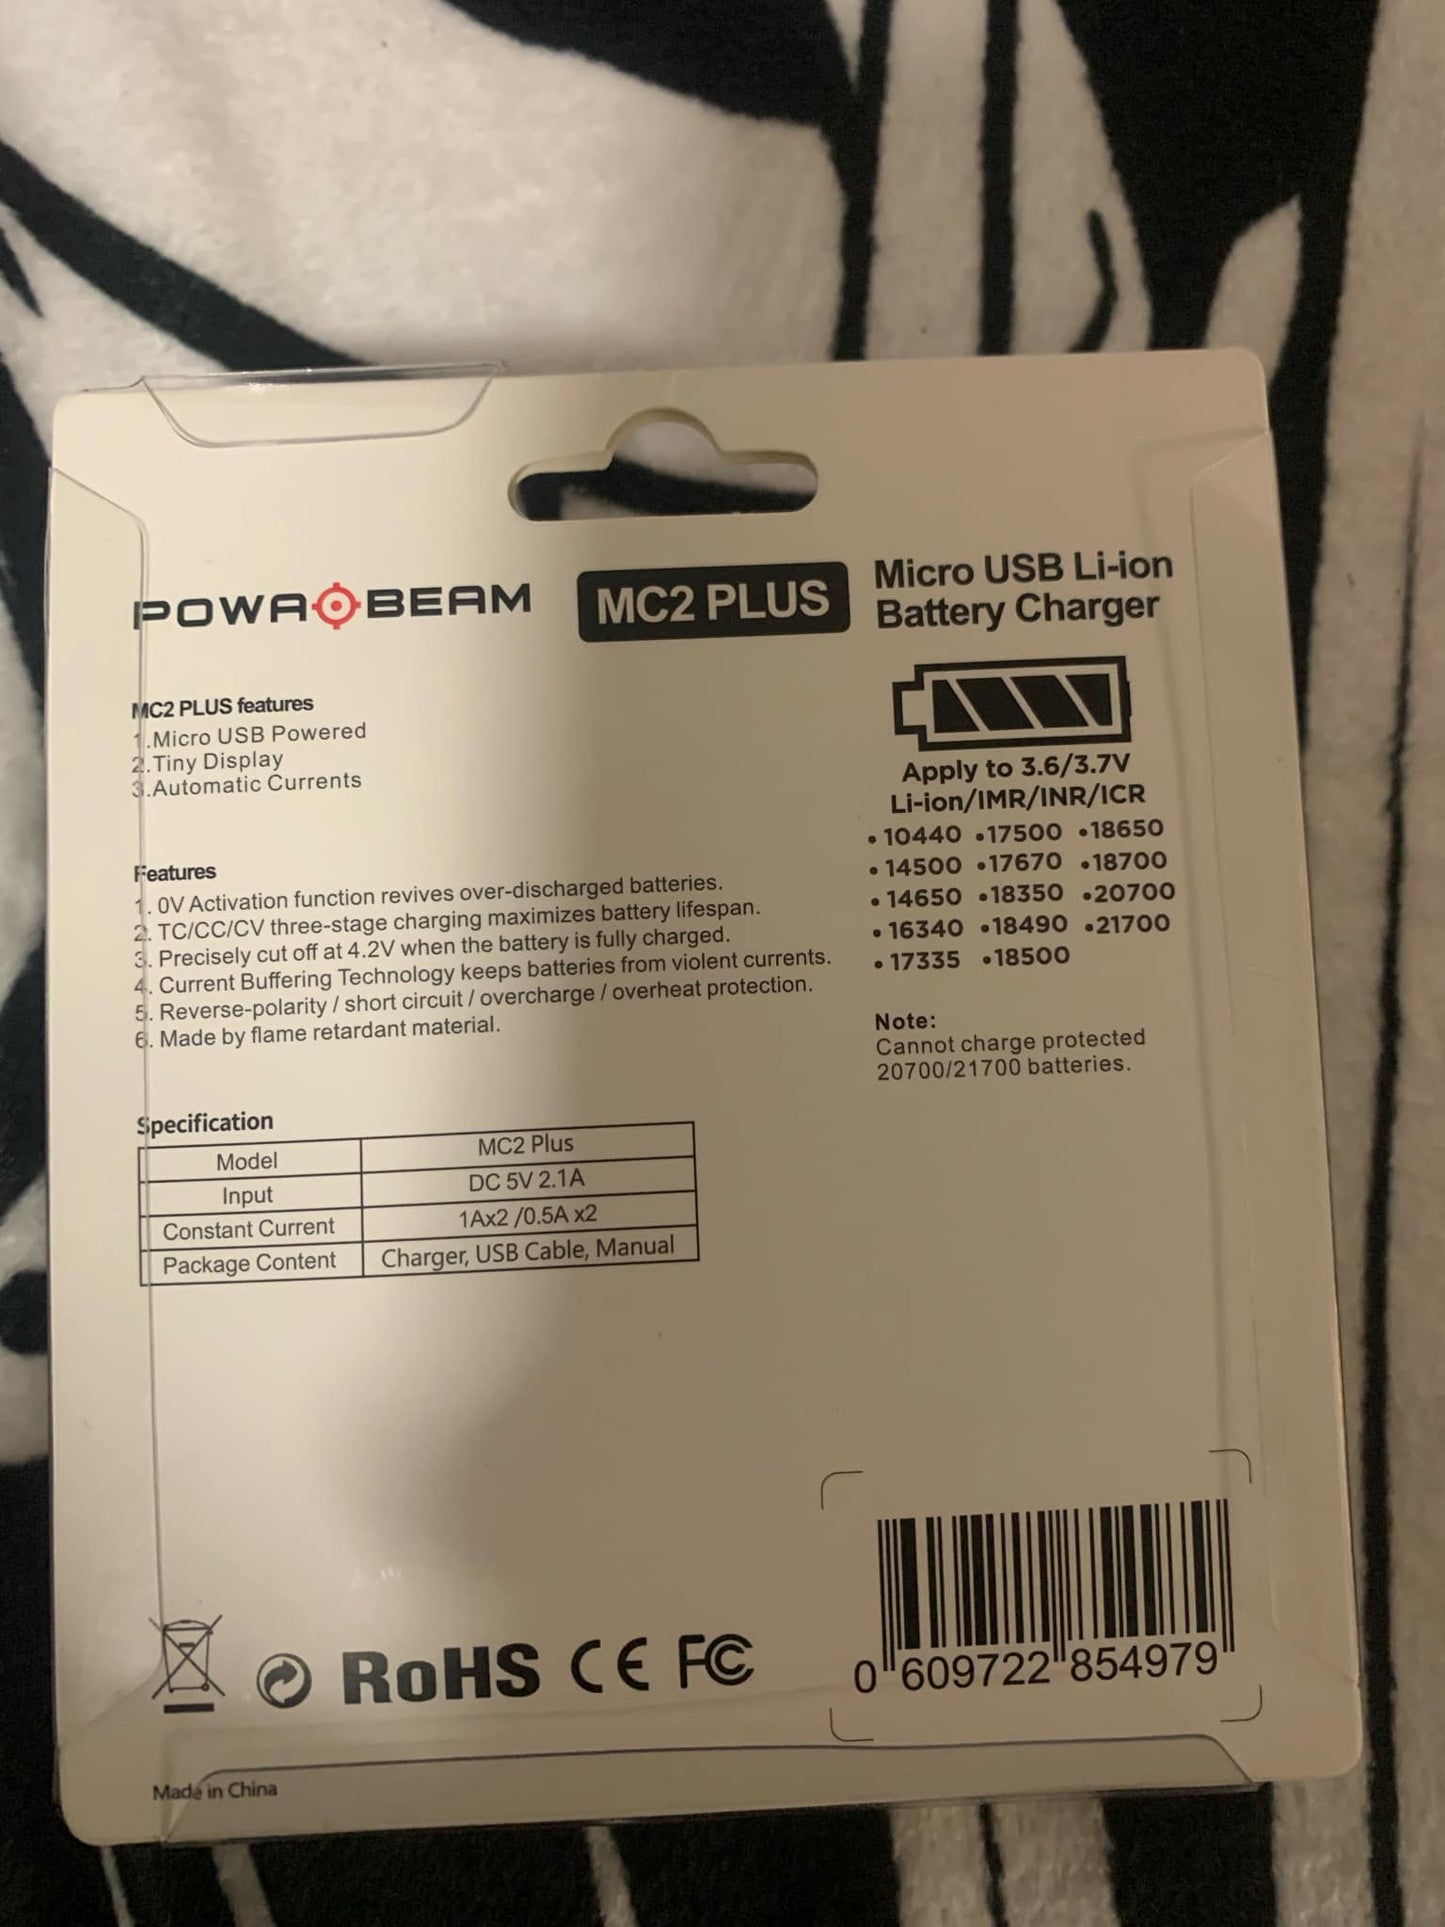 POWA BEAM
MC2 PLUS
Micro USB Li-ion
Battery Charger
MC2 PLUS features
1.Micro USB Powered
2.Tiny Display
3.Automatic Currents
Apply to 3.6/3.7V
Li-ion/IMR/INR/ICR
• 10440 •17500 •18650
• 14500 •17670 •18700
• 14650 •18350 •20700
• 16340 •18490 •21700
• 17335 •18500
Features
1. 0V Activation function revives over-discharged batteries.
2. TC/CC/CV three-stage charging maximizes battery lifespan.
3. Precisely cut off at 4.2V when the battery is fully charged.
4. Current Buffering Technology keeps batteries from violent currents.
5. Reverse-polarity / short circuit / overcharge / overheat protection.
6. Made by flame retardant material.
Note:
Cannot charge protected
20700/21700 batteries.
Specification
Model MC2 Plus
Input DC 5V 2.1A
Constant Current 1Ax2 /0.5A x2
Package Content Charger, USB Cable, Manual
RoHS CE FC
0 609722 854979
Made in China